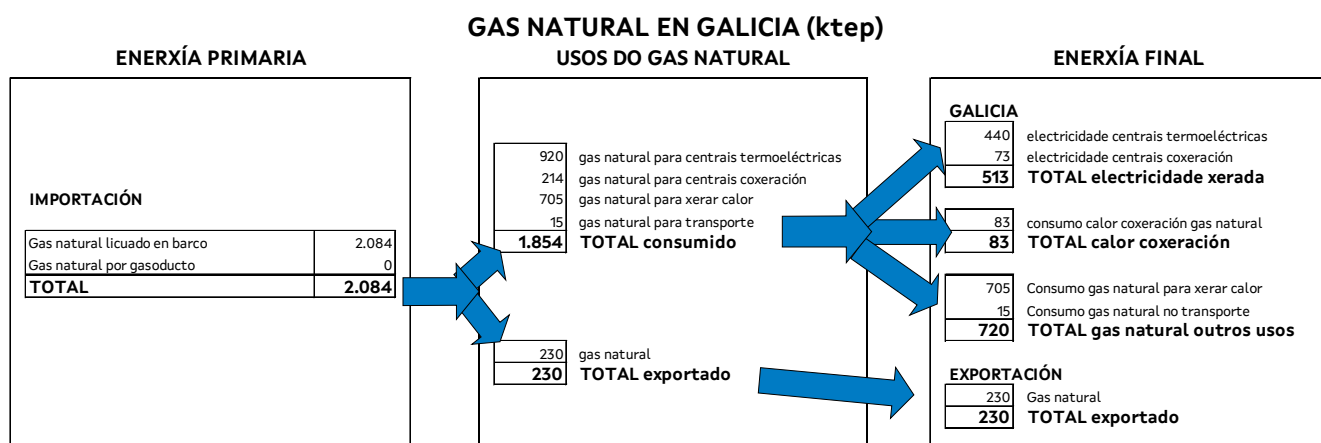 GAS NATURAL EN GALICIA (ktep)
ENERXÍA PRIMARIA
IMPORTACIÓN
Gas natural licuado en barco 2.084
Gas natural por gasoducto 0
TOTAL 2.084
USOS DO GAS NATURAL
920 gas natural para centrais termoeléctricas
214 gas natural para centrais coxeración
705 gas natural para xerar calor
15 gas natural para transporte
1.854 TOTAL consumido
230 gas natural
230 TOTAL exportado
ENERXÍA FINAL
GALICIA
440 electricidade centrais termoeléctricas
73 electricidade centrais coxeración
513 TOTAL electricidade xerada
83 consumo calor coxeración gas natural
83 TOTAL calor coxeración
705 Consumo gas natural para xerar calor
15 Consumo gas natural no transporte
720 TOTAL gas natural outros usos
EXPORTACIÓN
230 Gas natural
230 TOTAL exportado